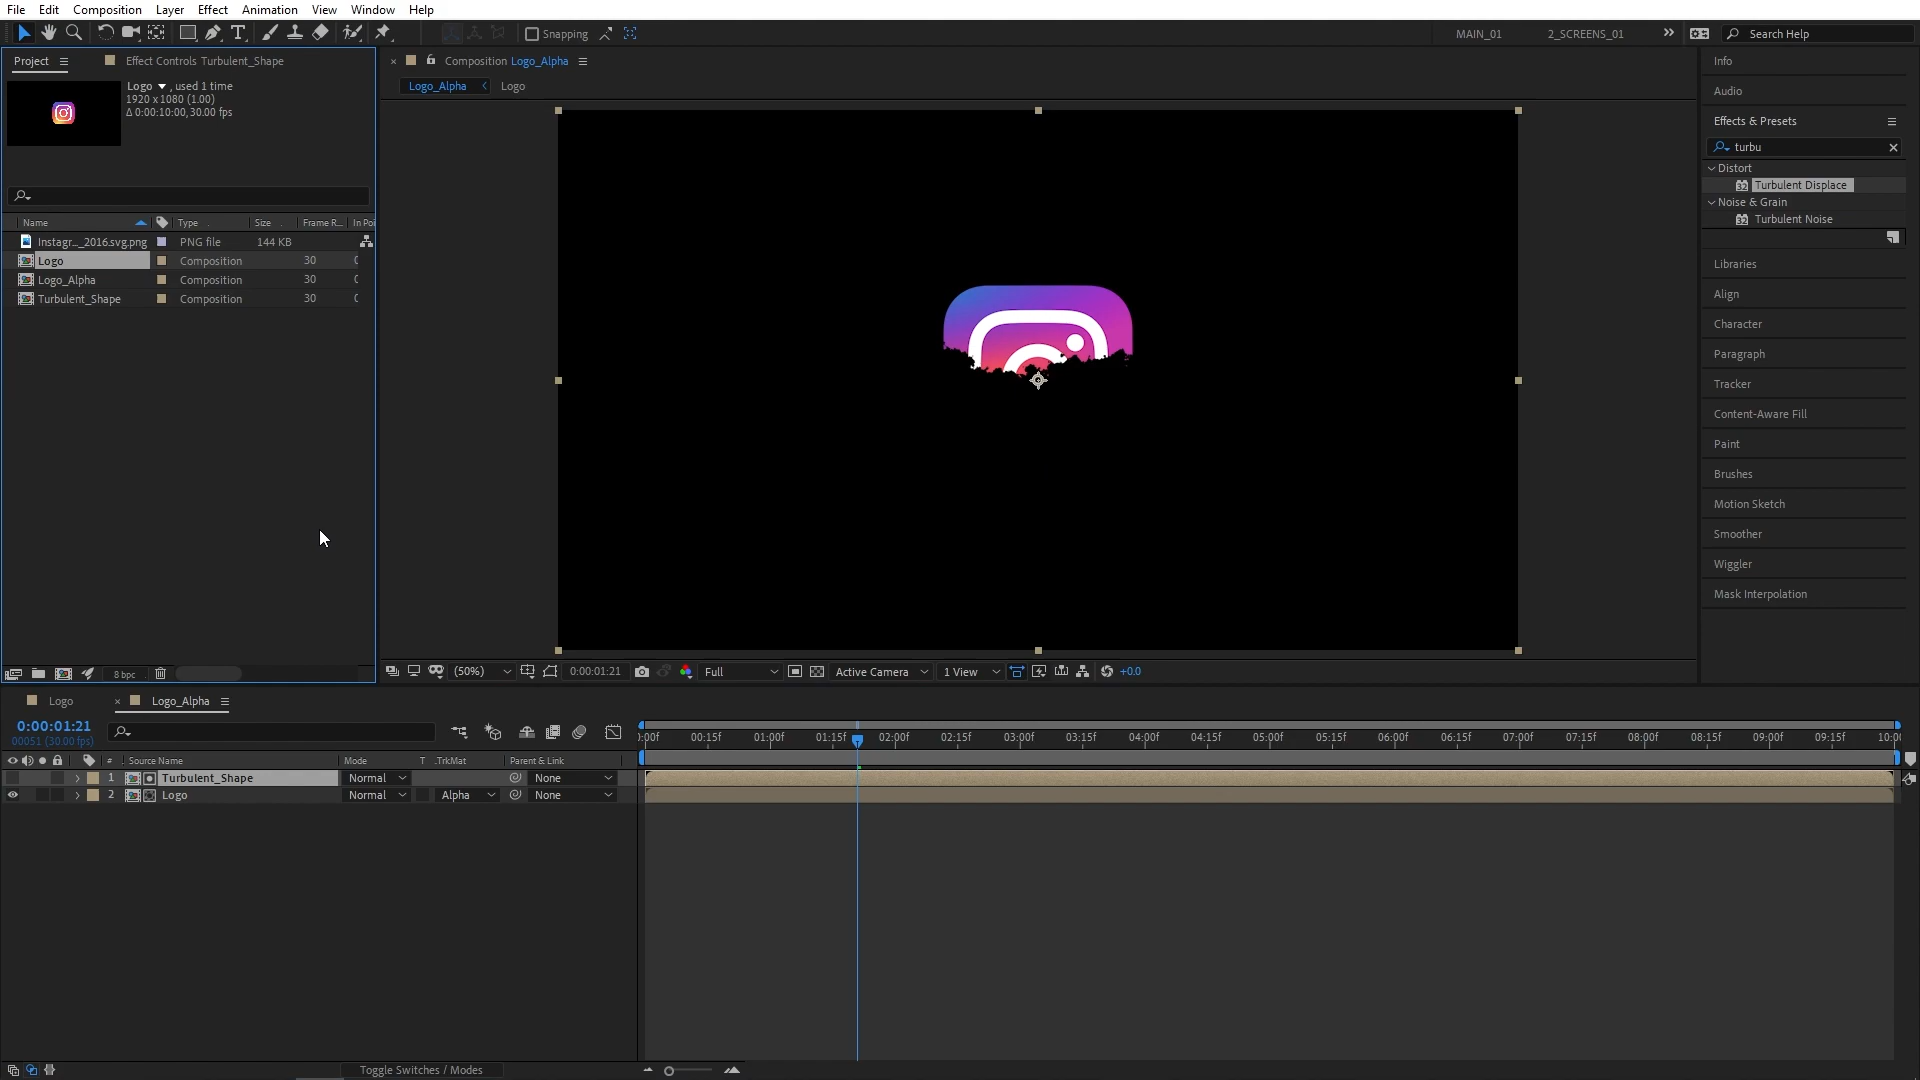 File Edit Composition Layer Effect Animation View Window Help
Snapping
MAIN_01 2_SCREENS_01
Search Help
Project
Effect Controls Turbulent_Shape
Logo , used 1 time
1920 x 1080 (1.00)
Δ 0:00:10:00, 30.00 fps
Name Type Size Frame R... In Poi
Instagr..._2016.svg.png PNG file 144 KB
Logo Composition 30
Logo_Alpha Composition 30
Turbulent_Shape Composition 30
8 bpc
Composition Logo_Alpha
Logo_Alpha Logo
(50%) 0:00:01:21 Full Active Camera 1 View +0.0
Info
Audio
Effects & Presets
turbu
Distort
32 Turbulent Displace
Noise & Grain
32 Turbulent Noise
Libraries
Align
Character
Paragraph
Tracker
Content-Aware Fill
Paint
Brushes
Motion Sketch
Smoother
Wiggler
Mask Interpolation
Logo Logo_Alpha
0:00:01:21
00051 (30.00 fps)
# Source Name Mode T .TrkMat Parent & Link
1 Turbulent_Shape Normal None
2 Logo Normal Alpha None
):00f 00:15f 01:00f 01:15f 02:00f 02:15f 03:00f 03:15f 04:00f 04:15f 05:00f 05:15f 06:00f 06:15f 07:00f 07:15f 08:00f 08:15f 09:00f 09:15f 10:00
Toggle Switches / Modes